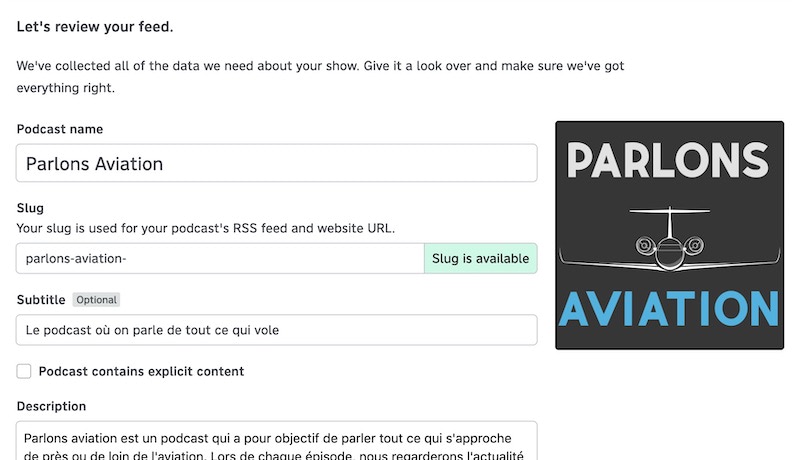 Let's review your feed.
We've collected all of the data we need about your show. Give it a look over and make sure we've got
everything right.
Podcast name
Parlons Aviation
Slug
Your slug is used for your podcast's RSS feed and website URL.
parlons-aviation-
Slug is available
Subtitle Optional
Le podcast où on parle de tout ce qui vole
Podcast contains explicit content
Description
Parlons aviation est un podcast qui a pour objectif de parler tout ce qui s'approche
de près ou de loin de l'aviation. Lors de chaque épisode, nous regarderons l'actualité
PARLONS
AVIATION